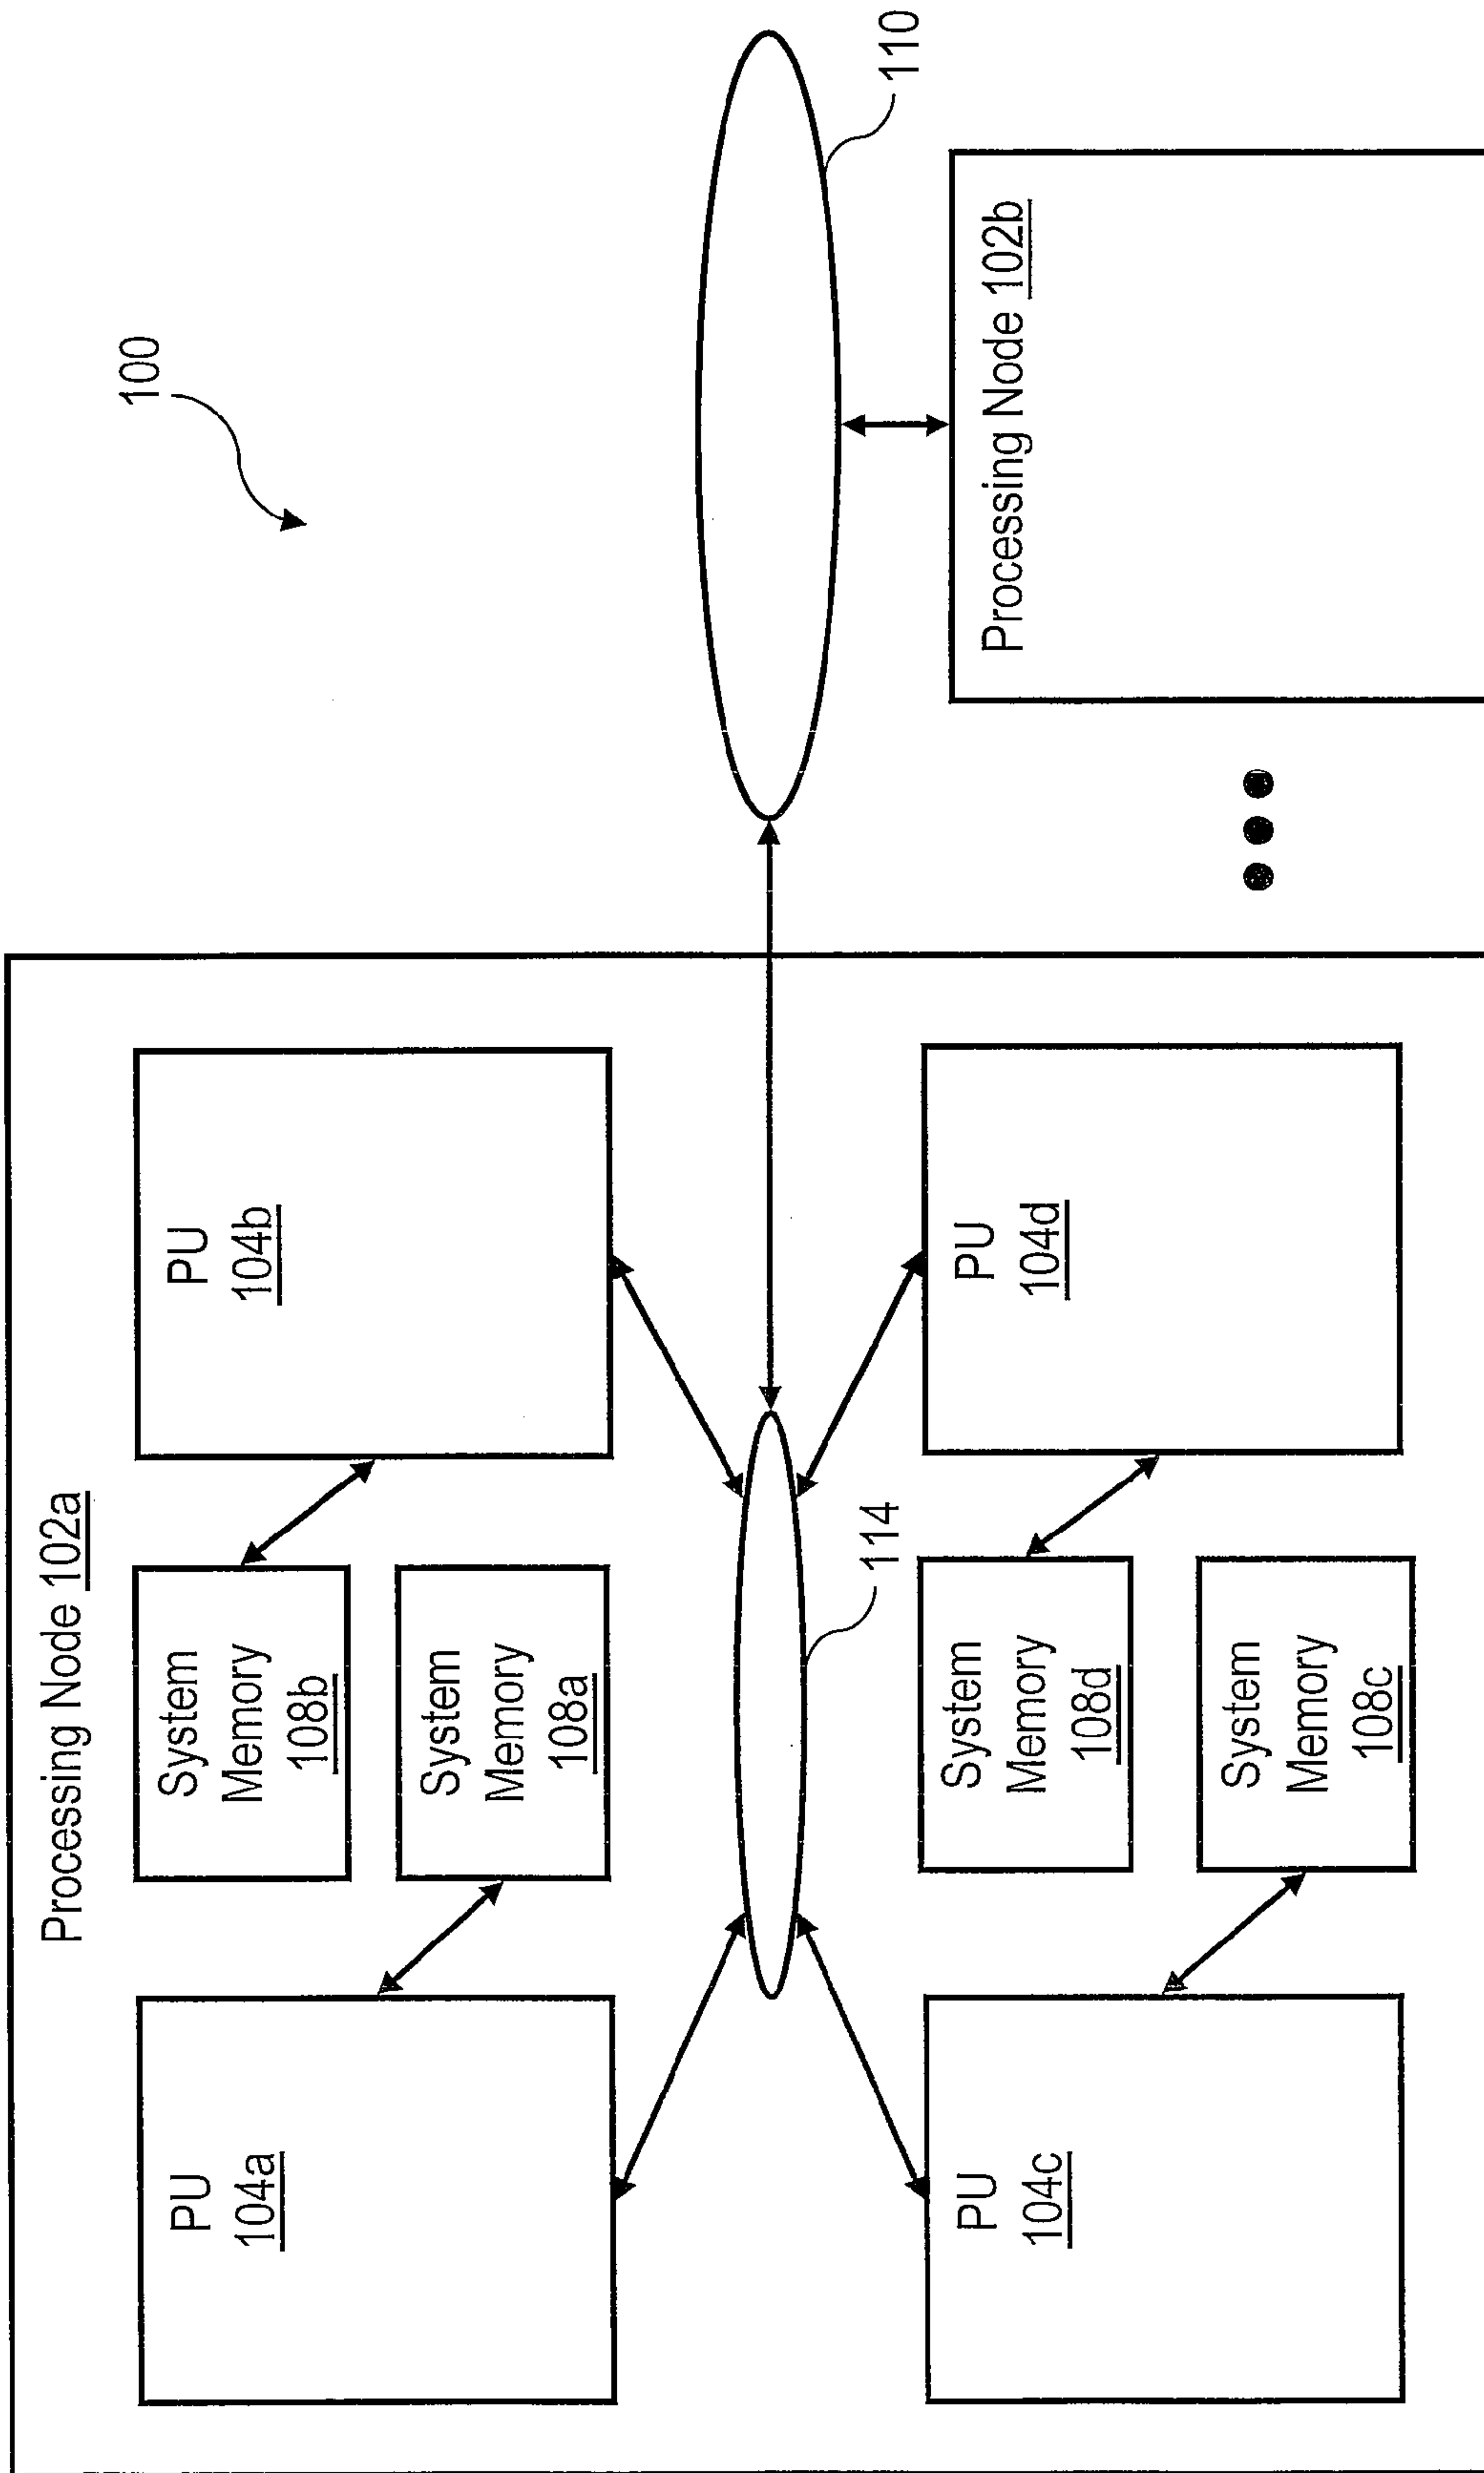 100
Processing Node 102a
PU
104a
System
Memory
108b
System
Memory
108a
PU
104b
114
110
PU
104c
System
Memory
108d
System
Memory
108c
PU
104d
Processing Node 102b